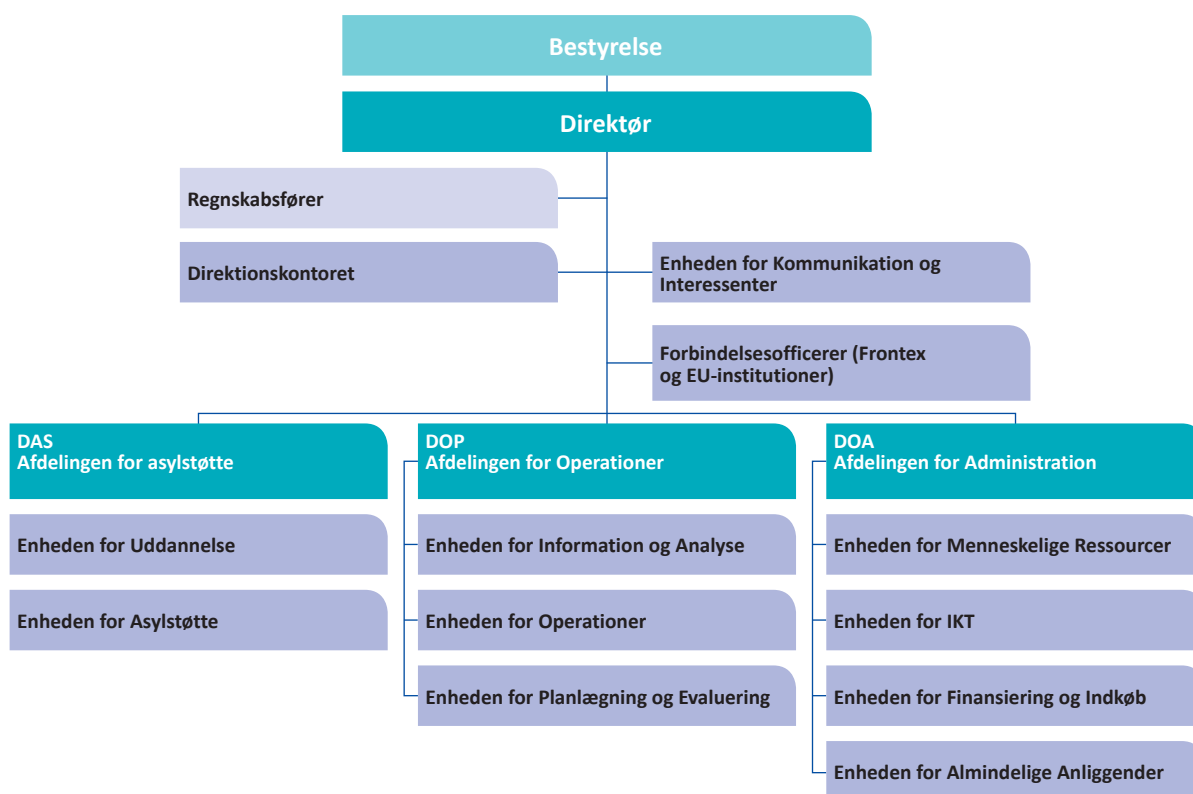 Bestyrelse
Direktør
Regnskabsfører
Direktionskontoret
Enheden for Kommunikation og
Interessenter
Forbindelsesofficerer (Frontex
og EU-institutioner)
DAS
Afdelingen for asylstøtte
Enheden for Uddannelse
Enheden for Asylstøtte
DOP
Afdelingen for Operationer
Enheden for Information og Analyse
Enheden for Operationer
Enheden for Planlægning og Evaluering
DOA
Afdelingen for Administration
Enheden for Menneskelige Ressourcer
Enheden for IKT
Enheden for Finansiering og Indkøb
Enheden for Almindelige Anliggender